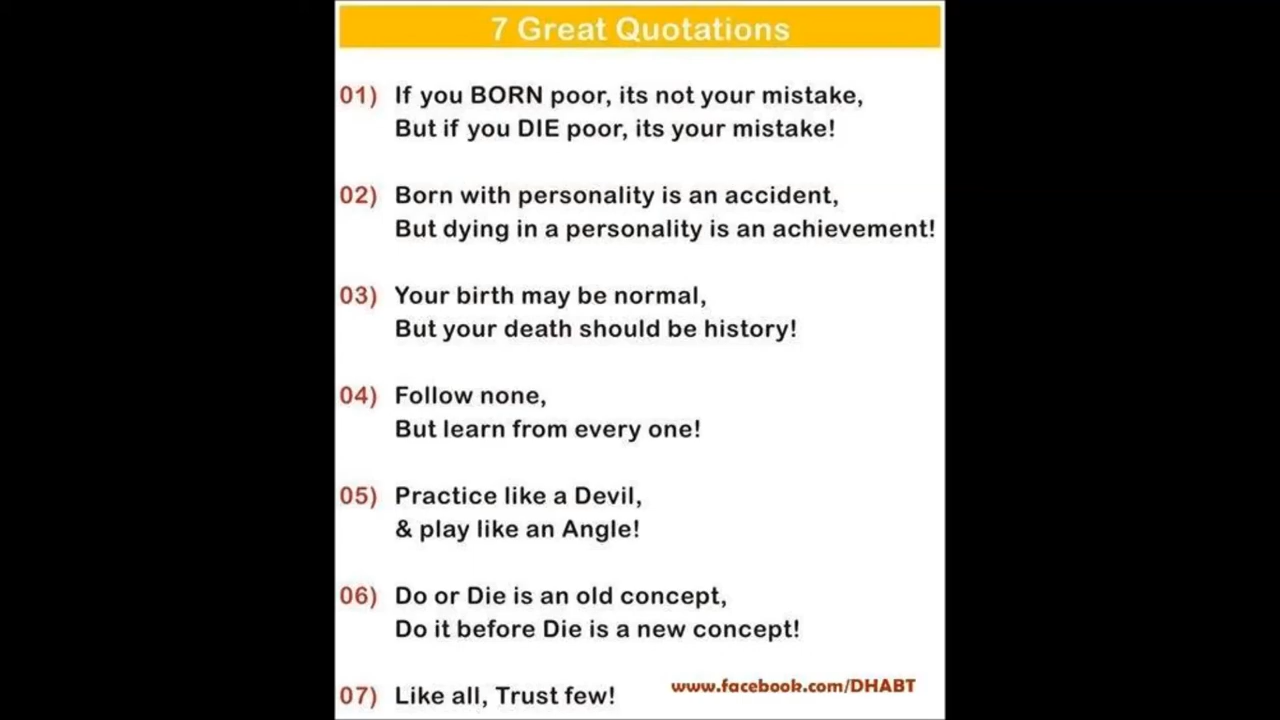 7 Great Quotations
01) If you BORN poor, its not your mistake,
But if you DIE poor, its your mistake!
02) Born with personality is an accident,
But dying in a personality is an achievement!
03) Your birth may be normal,
But your death should be history!
04) Follow none,
But learn from every one!
05) Practice like a Devil,
& play like an Angle!
06) Do or Die is an old concept,
Do it before Die is a new concept!
07) Like all, Trust few!
www.facebook.com/DHABT